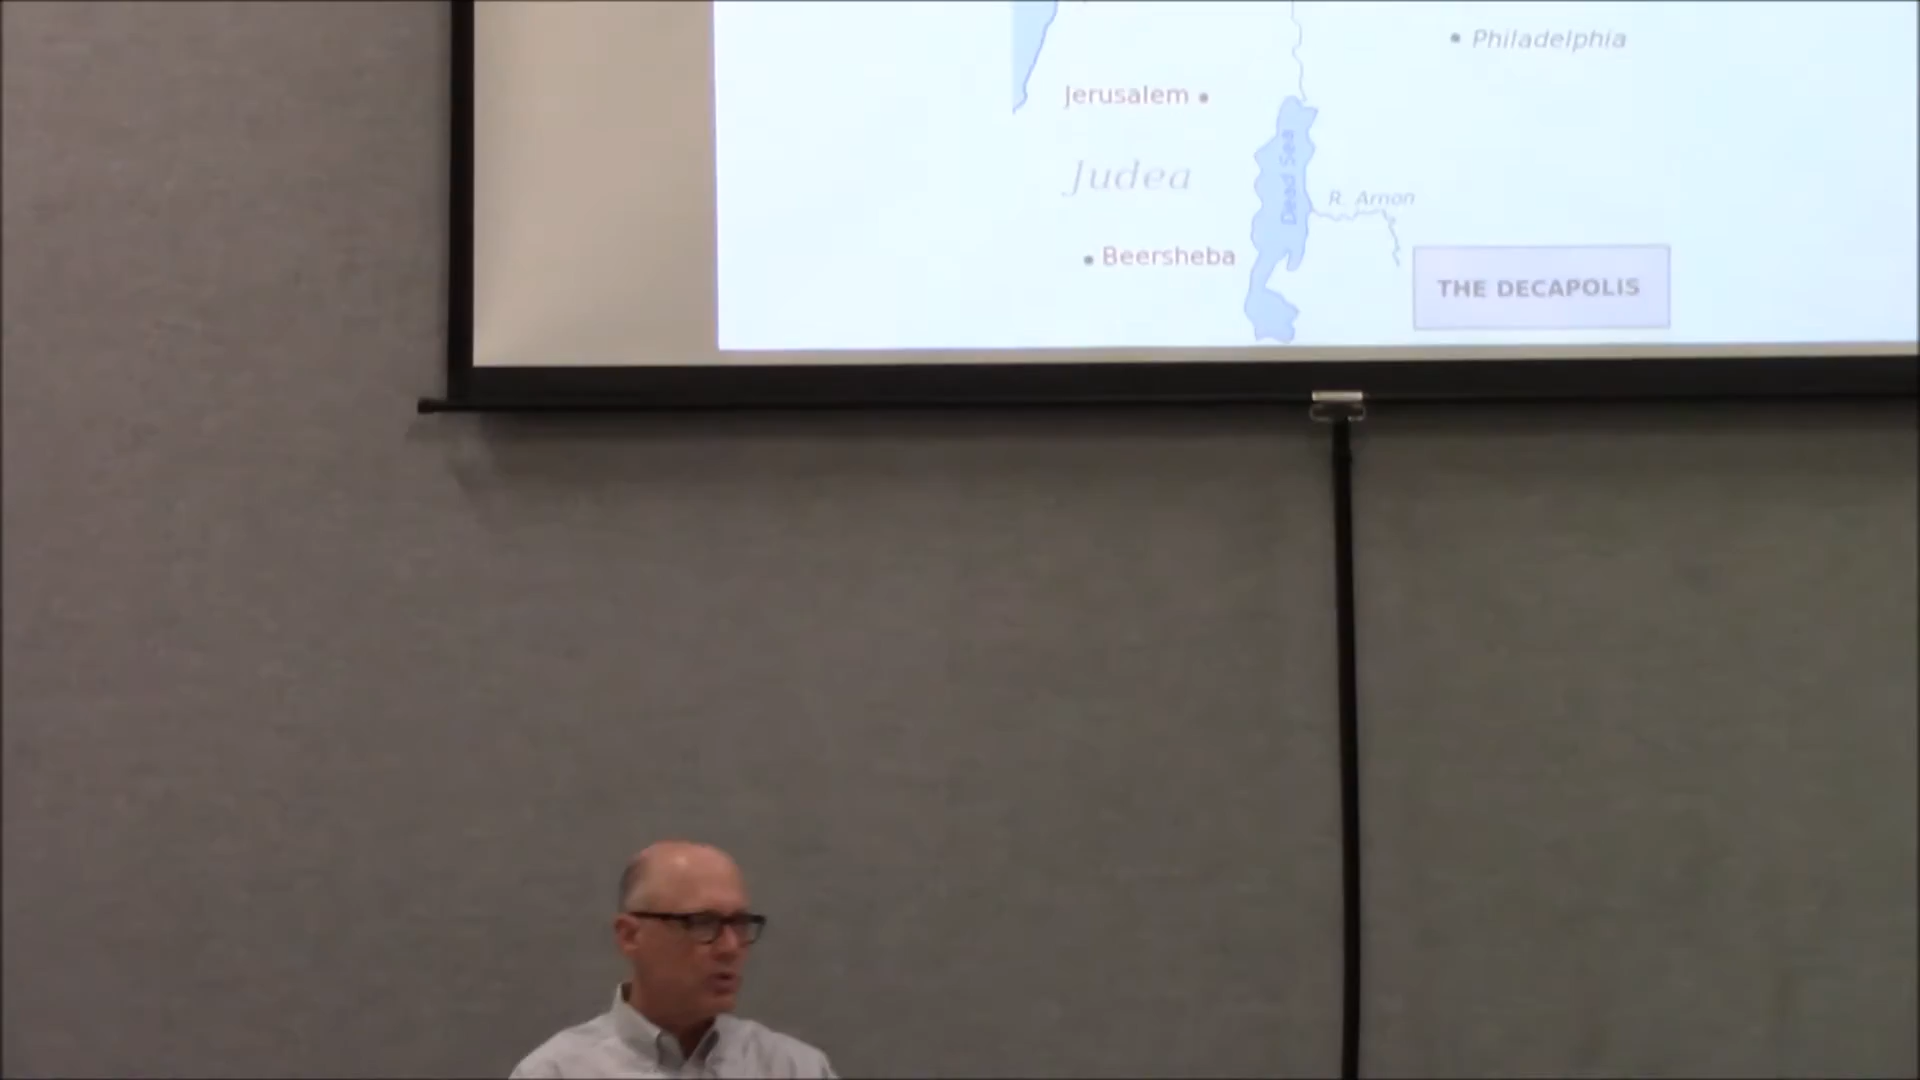 Philadelphia
Jerusalem
Judea
Dead Sea
R. Arnon
Beersheba
THE DECAPOLIS